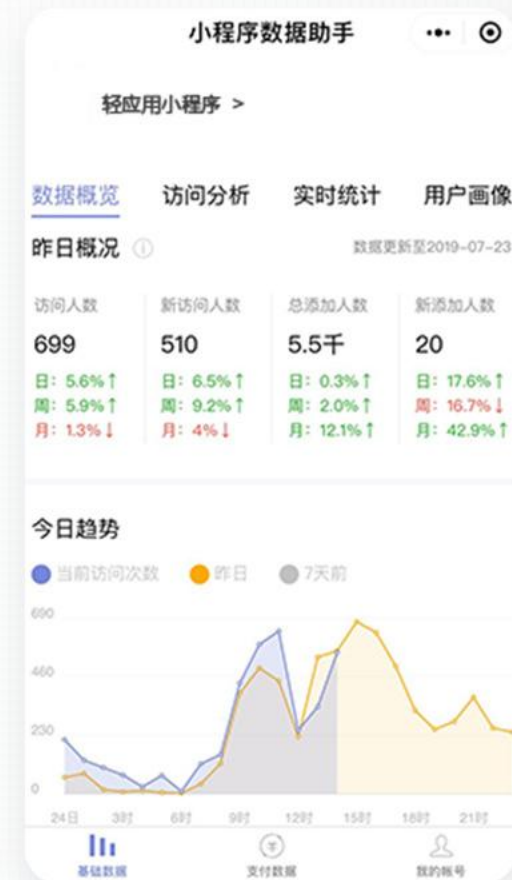 小程序数据助手
轻应用小程序 >
数据概览 访问分析 实时统计 用户画像
昨日概况 数据更新至2019-07-23
访问人数 新访问人数 总添加人数 新添加人数
699 510 5.5千 20
日: 5.6%↑ 日: 6.5%↑ 日: 0.3%↑ 日: 17.6%↑
周: 5.9%↑ 周: 9.2%↑ 周: 2.0%↑ 周: 16.7%↓
月: 1.3%↓ 月: 4%↓ 月: 12.1%↑ 月: 42.9%↑
今日趋势
当前访问次数 昨日 7天前
690
460
230
0
24日 3时 6时 9时 12时 15时 18时 21时
基础数据 支付数据 我的帐号